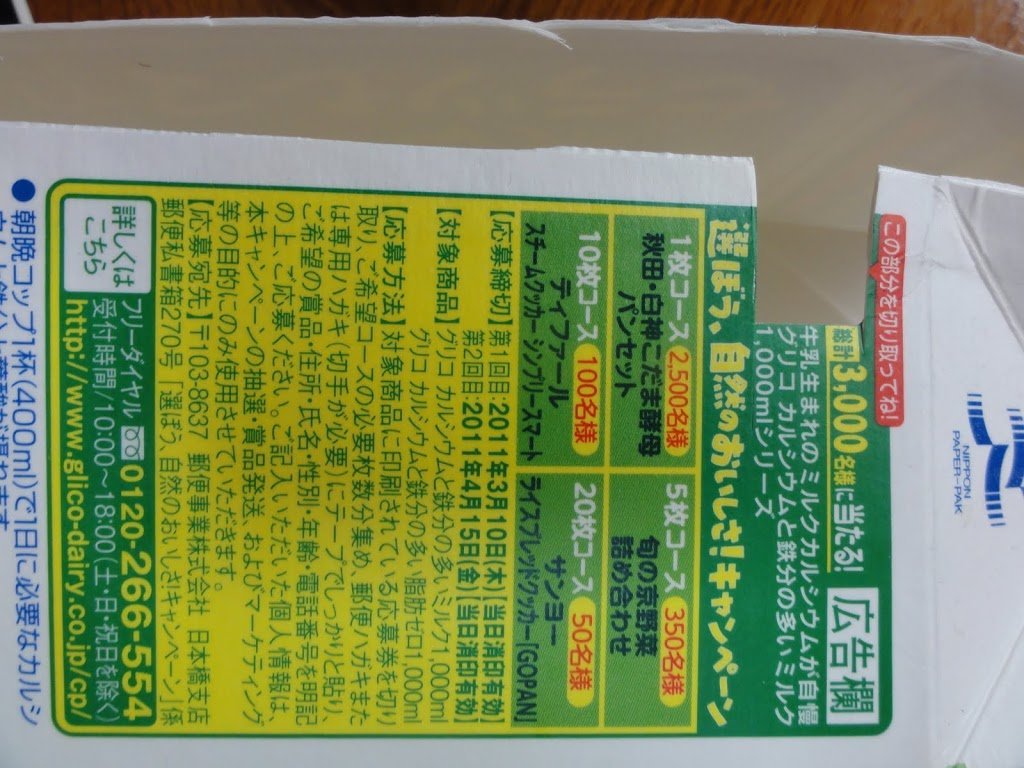 NIPPON
PAPER-PAK
この部分を切り取ってね!
広告欄
総計3,000名様に当たる!
牛乳生まれのミルクカルシウムが自慢
グリコ カルシウムと鉄分の多いミルク
1,000mlシリーズ
選ぼう、自然のおいしさ!キャンペーン
1枚コース 2,500名様
秋田・白神こだま酵母
パンセット
5枚コース 350名様
旬の京野菜
詰め合わせ
10枚コース 100名様
ティファール
スチームクッカー シンプリースマート
20枚コース 50名様
サンヨー
ライスブレッドクッカー「GOPAN」
【応募締切】第1回目:2011年3月10日(木)[当日消印有効]
第2回目:2011年4月15日(金)[当日消印有効]
【対象商品】グリコ カルシウムと鉄分の多いミルク1,000ml
グリコ カルシウムと鉄分の多い脂肪ゼロ1,000ml
【応募方法】対象商品に印刷されている応募券を切り
取り、ご希望コースの必要枚数分集め、郵便ハガキまた
は専用ハガキ(切手が必要)にテープでしっかりと貼り、
ご希望の賞品・住所・氏名・性別・年齢・電話番号を明記
の上、ご応募ください。ご記入いただいた個人情報は、
本キャンペーンの抽選・賞品発送、およびマーケティング
等の目的にのみ使用させていただきます。
【応募宛先】〒103-8637 郵便事業株式会社 日本橋支店
郵便私書箱270号「選ぼう 自然のおいしさキャンペーン」係
詳しくは
こちら
フリーダイヤル 0120-266-554
受付時間/10:00〜18:00(土・日・祝日を除く)
http://www.glico-dairy.co.jp/cp/
●朝晩コップ1杯(400ml)で1日に必要なカルシ